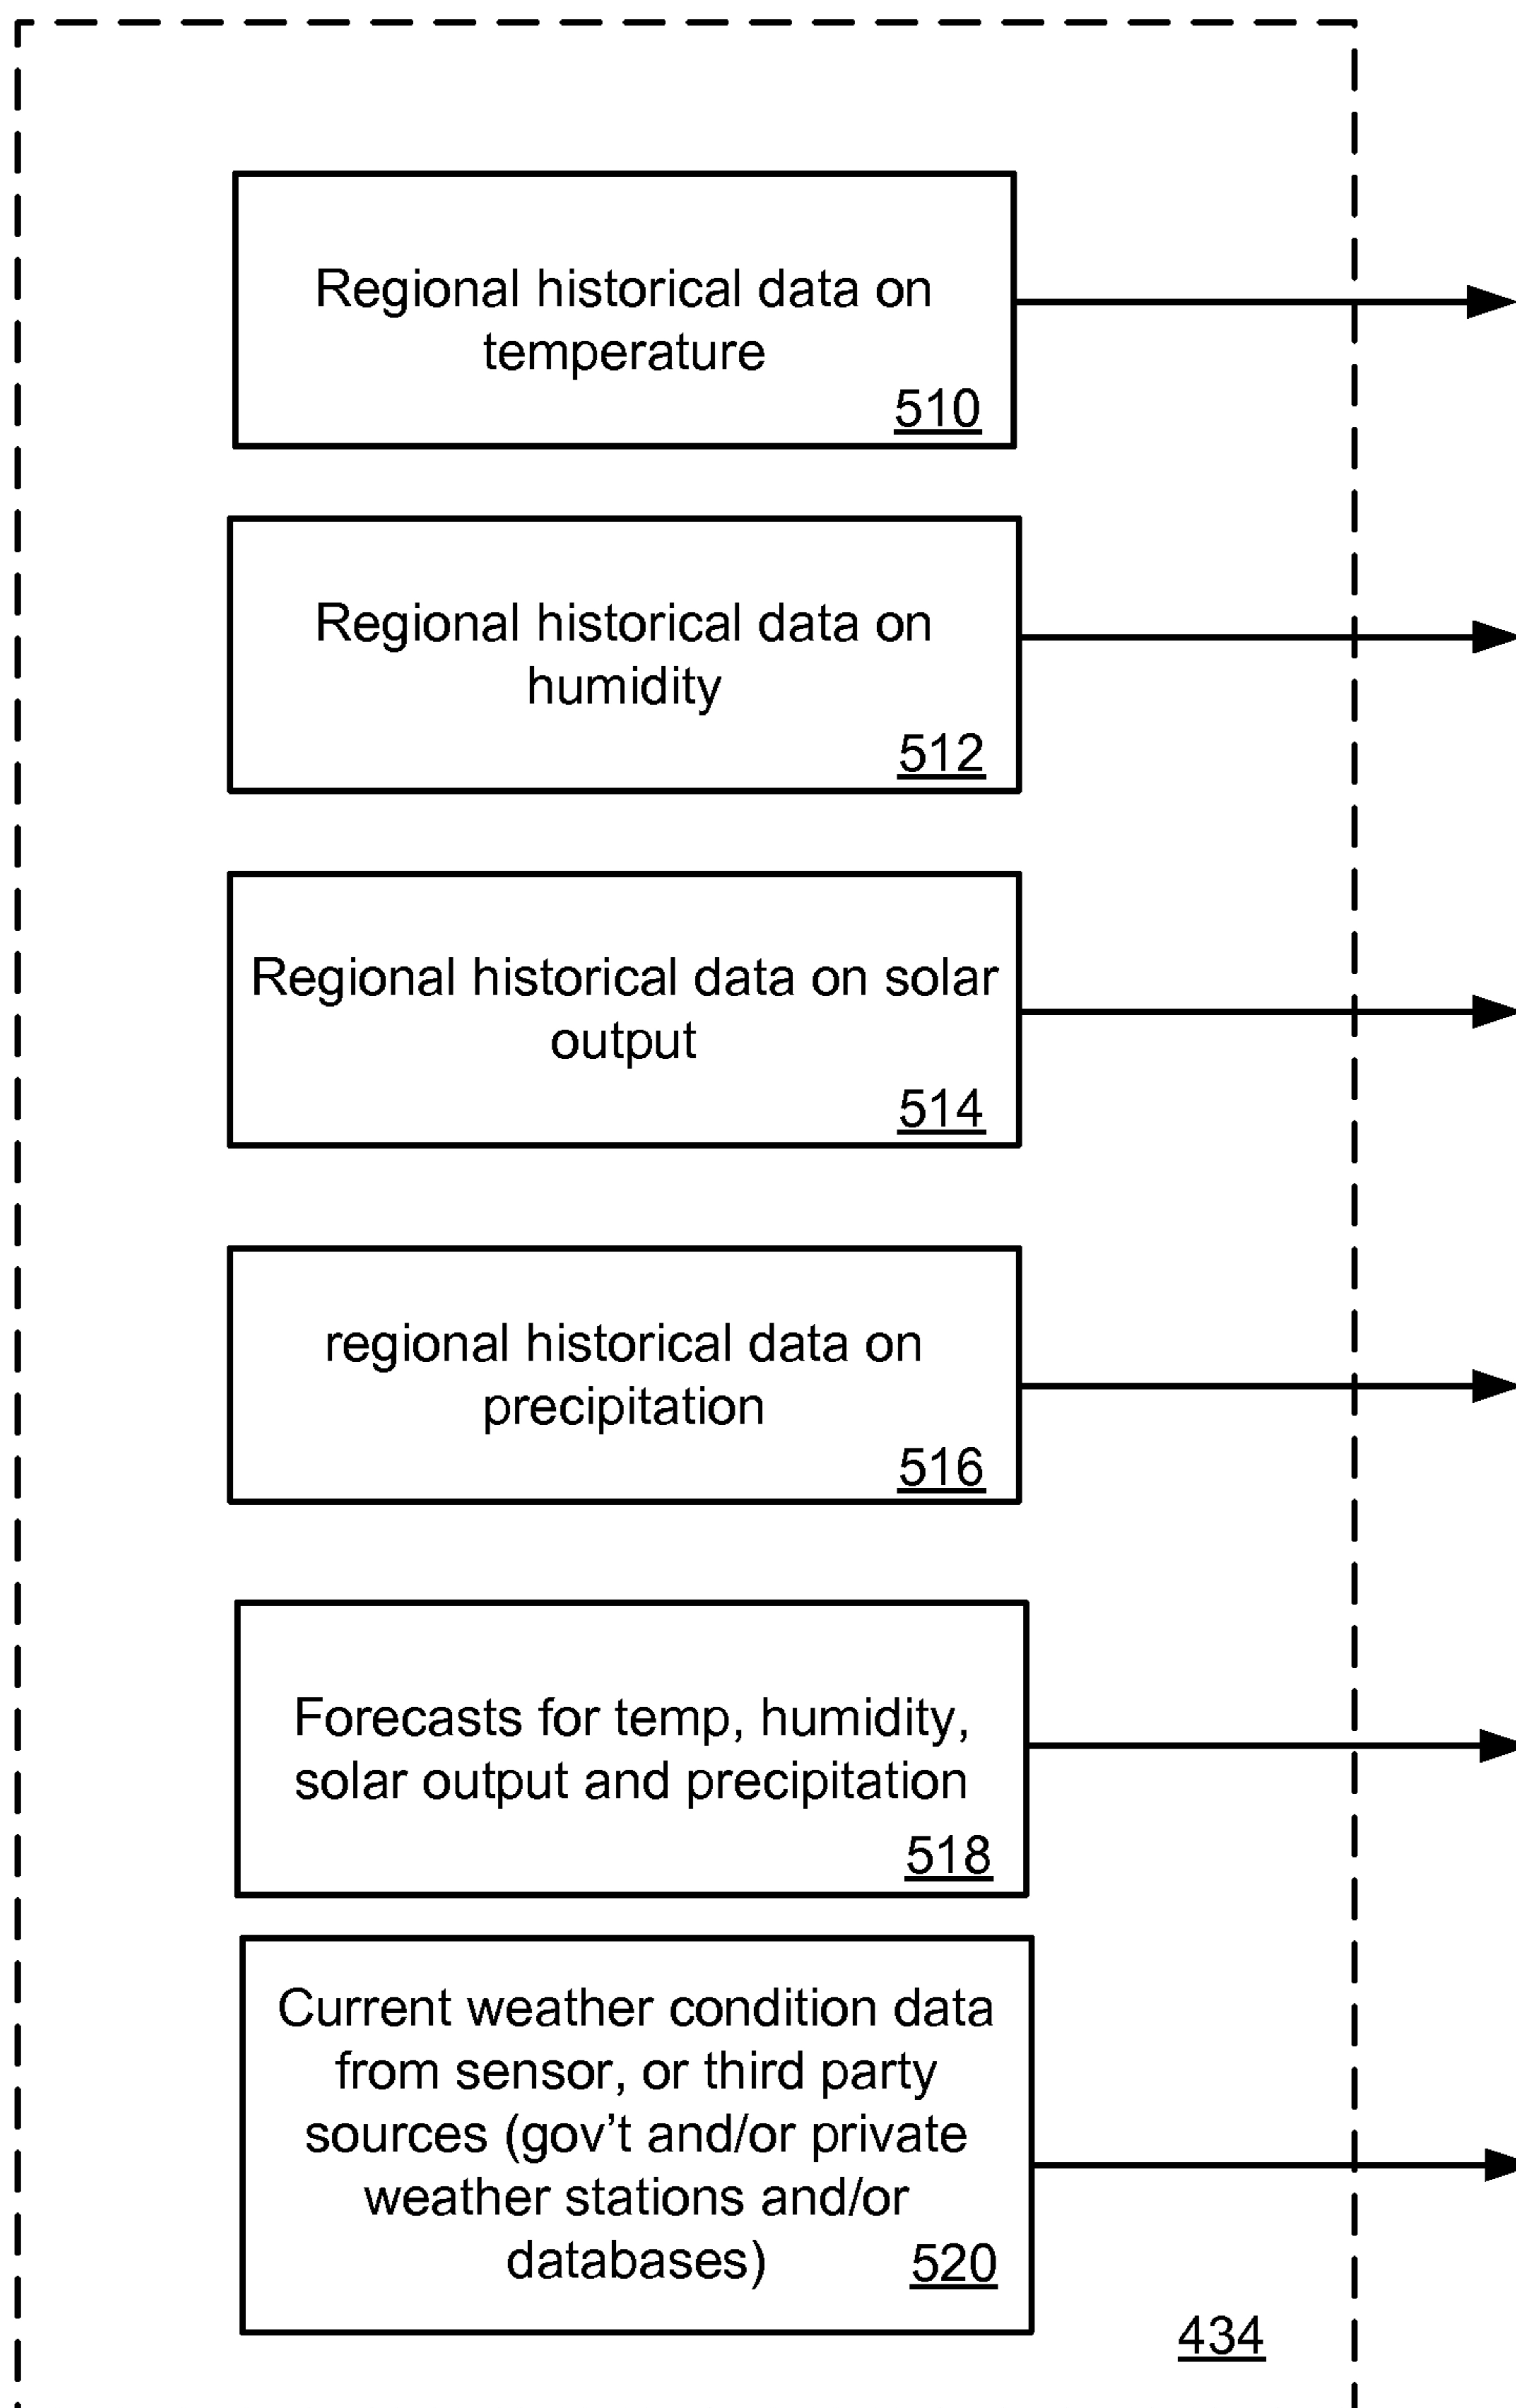 Regional historical data on
temperature
510
Regional historical data on
humidity
512
Regional historical data on solar
output
514
regional historical data on
precipitation
516
Forecasts for temp, humidity,
solar output and precipitation
518
Current weather condition data
from sensor, or third party
sources (gov’t and/or private
weather stations and/or
databases)
520
434